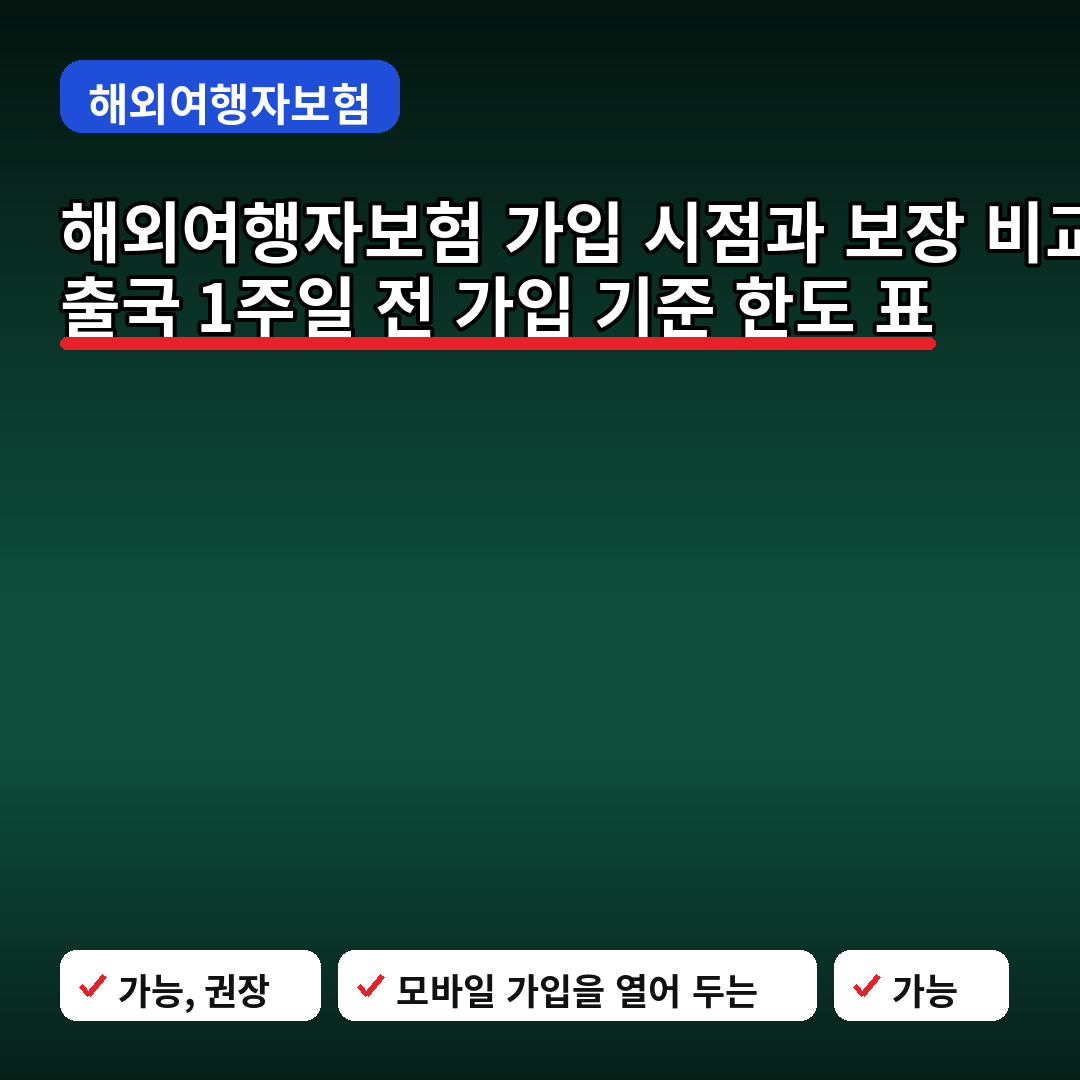 해외여행자보험
해외여행자보험 가입 시점과 보장 비교
출국 1주일 전 가입 기준 한도 표
가능, 권장
모바일 가입을 열어 두는
가능